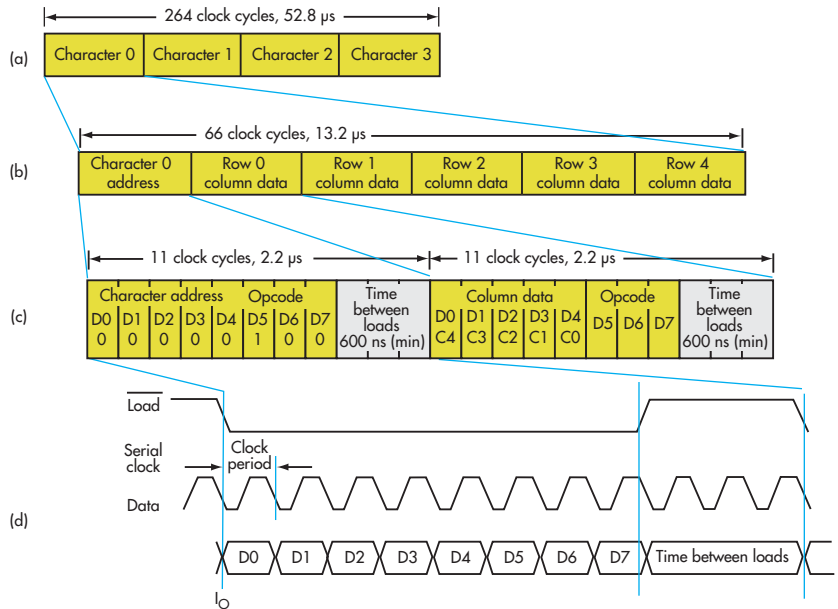 264 clock cycles, 52.8 µs
(a)
Character 0 Character 1 Character 2 Character 3
66 clock cycles, 13.2 µs
(b)
Character 0 address
Row 0 column data
Row 1 column data
Row 2 column data
Row 3 column data
Row 4 column data
11 clock cycles, 2.2 µs 11 clock cycles, 2.2 µs
(c)
Character address Opcode
D0 D1 D2 D3 D4 D5 D6 D7
0 0 0 0 0 1 0 0
Time between loads 600 ns (min)
Column data Opcode
D0 D1 D2 D3 D4 D5 D6 D7
C4 C3 C2 C1 C0
Time between loads 600 ns (min)
Load
Serial clock
Clock period
Data
(d)
D0 D1 D2 D3 D4 D5 D6 D7 Time between loads
IO